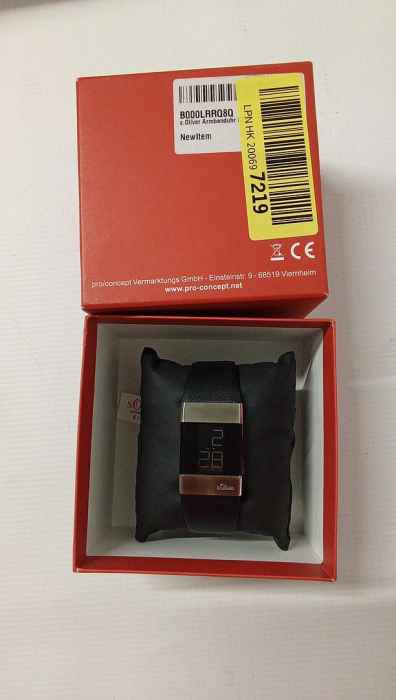 B000LRRQ8Q
s.Oliver Armbanduhr
NewItem
LPN HK 20069 7219
pro/concept Vermarktungs GmbH - Einsteinstr. 9 - 68519 Viernheim
www.pro-concept.net
CE
s.Oliver